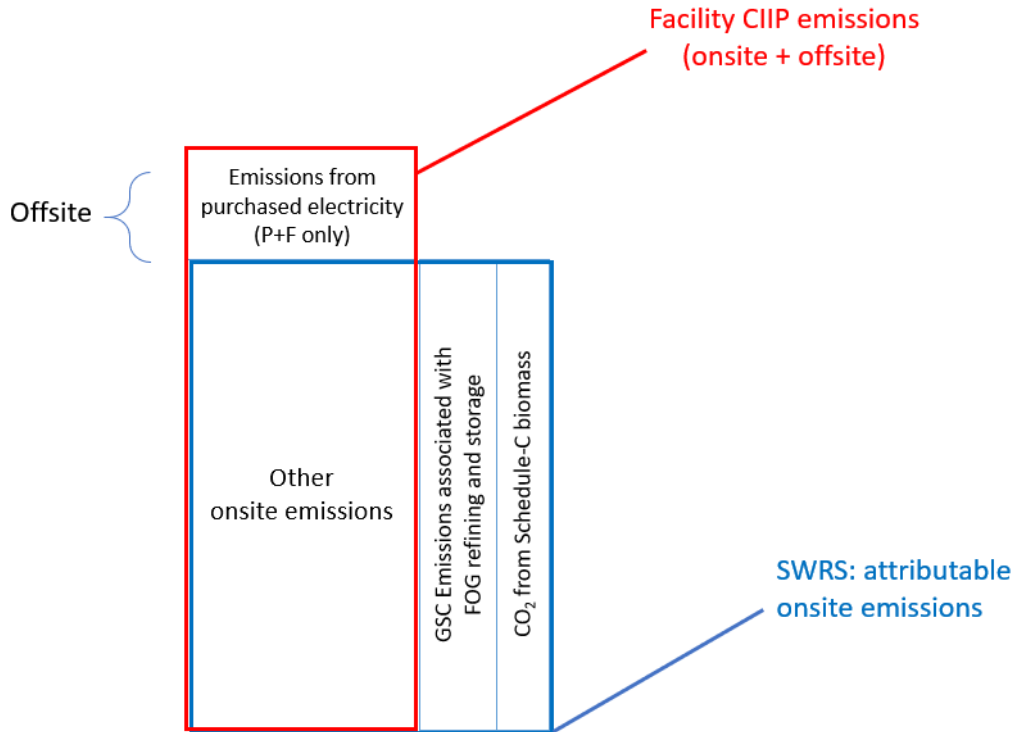 Facility CIIP emissions
(onsite + offsite)
Offsite
Emissions from
purchased electricity
(P+F only)
Other
onsite emissions
GSC Emissions associated with
FOG refining and storage
CO₂ from Schedule-C biomass
SWRS: attributable
onsite emissions